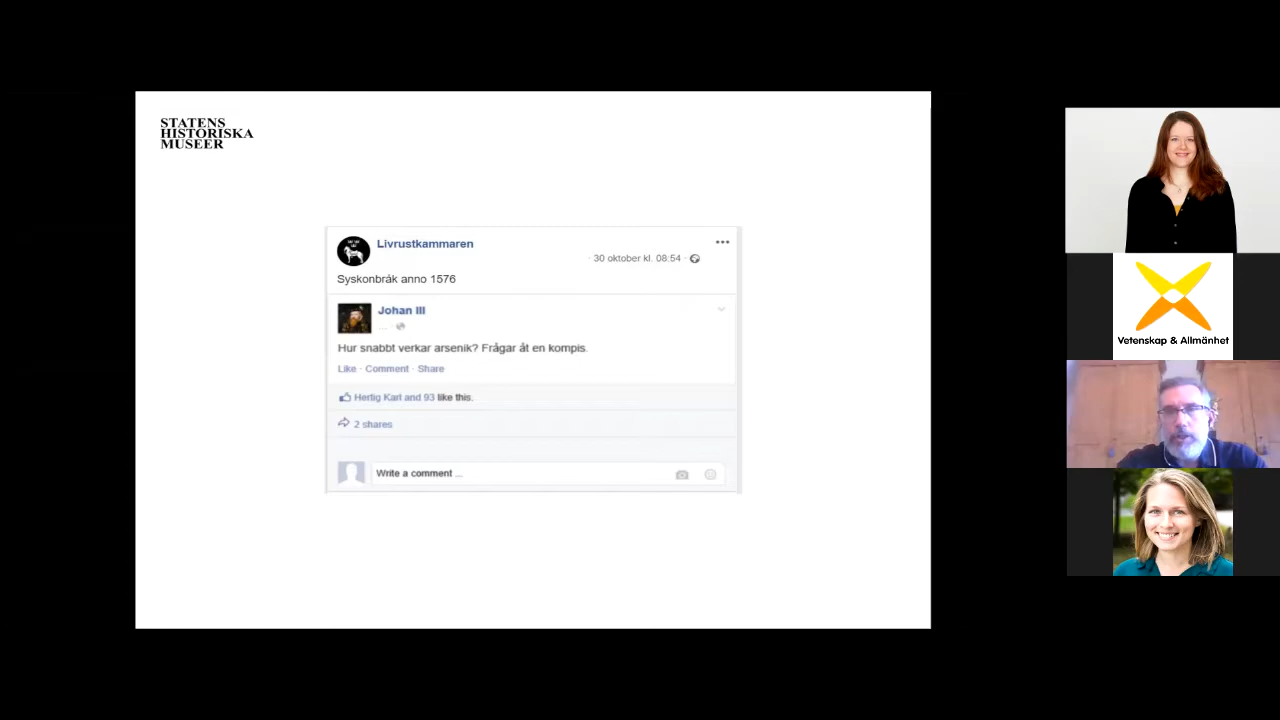 STATENS
HISTORISKA
MUSEER
Livrustkammaren
30 oktober kl. 08:54 ·
Syskonbråk anno 1576
Johan III
Hur snabbt verkar arsenik? Frågar åt en kompis.
Like · Comment · Share
Hertig Karl and 93 like this.
2 shares
Write a comment ...
Vetenskap & Allmänhet